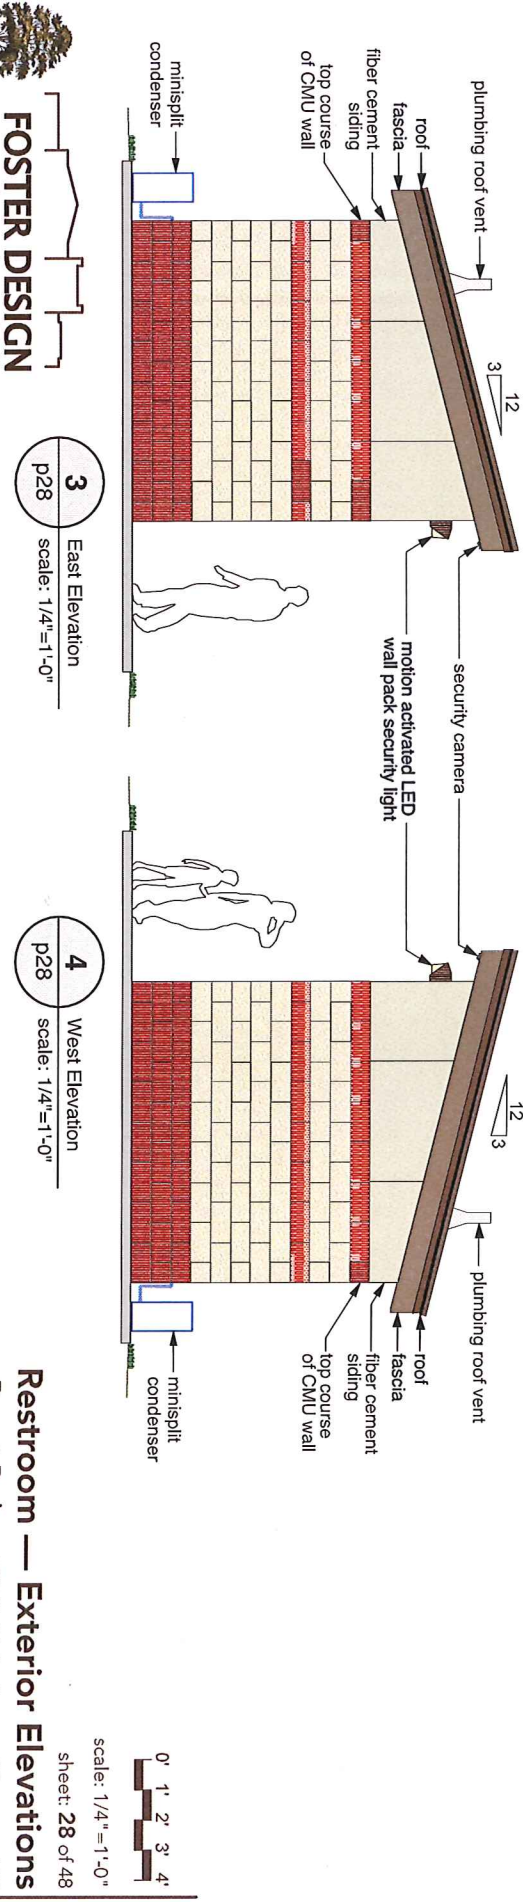 plumbing roof vent
roof
fascia
fiber cement
siding
top course
of CMU wall
minisplit
condenser
12
3
security camera
motion activated LED
wall pack security light
12
3
plumbing roof vent
roof
fascia
fiber cement
siding
top course
of CMU wall
minisplit
condenser
3
p28
East Elevation
scale: 1/4"=1'-0"
4
p28
West Elevation
scale: 1/4"=1'-0"
FOSTER DESIGN
0' 1' 2' 3' 4'
scale: 1/4"=1'-0"
sheet: 28 of 48
Restroom — Exterior Elevations